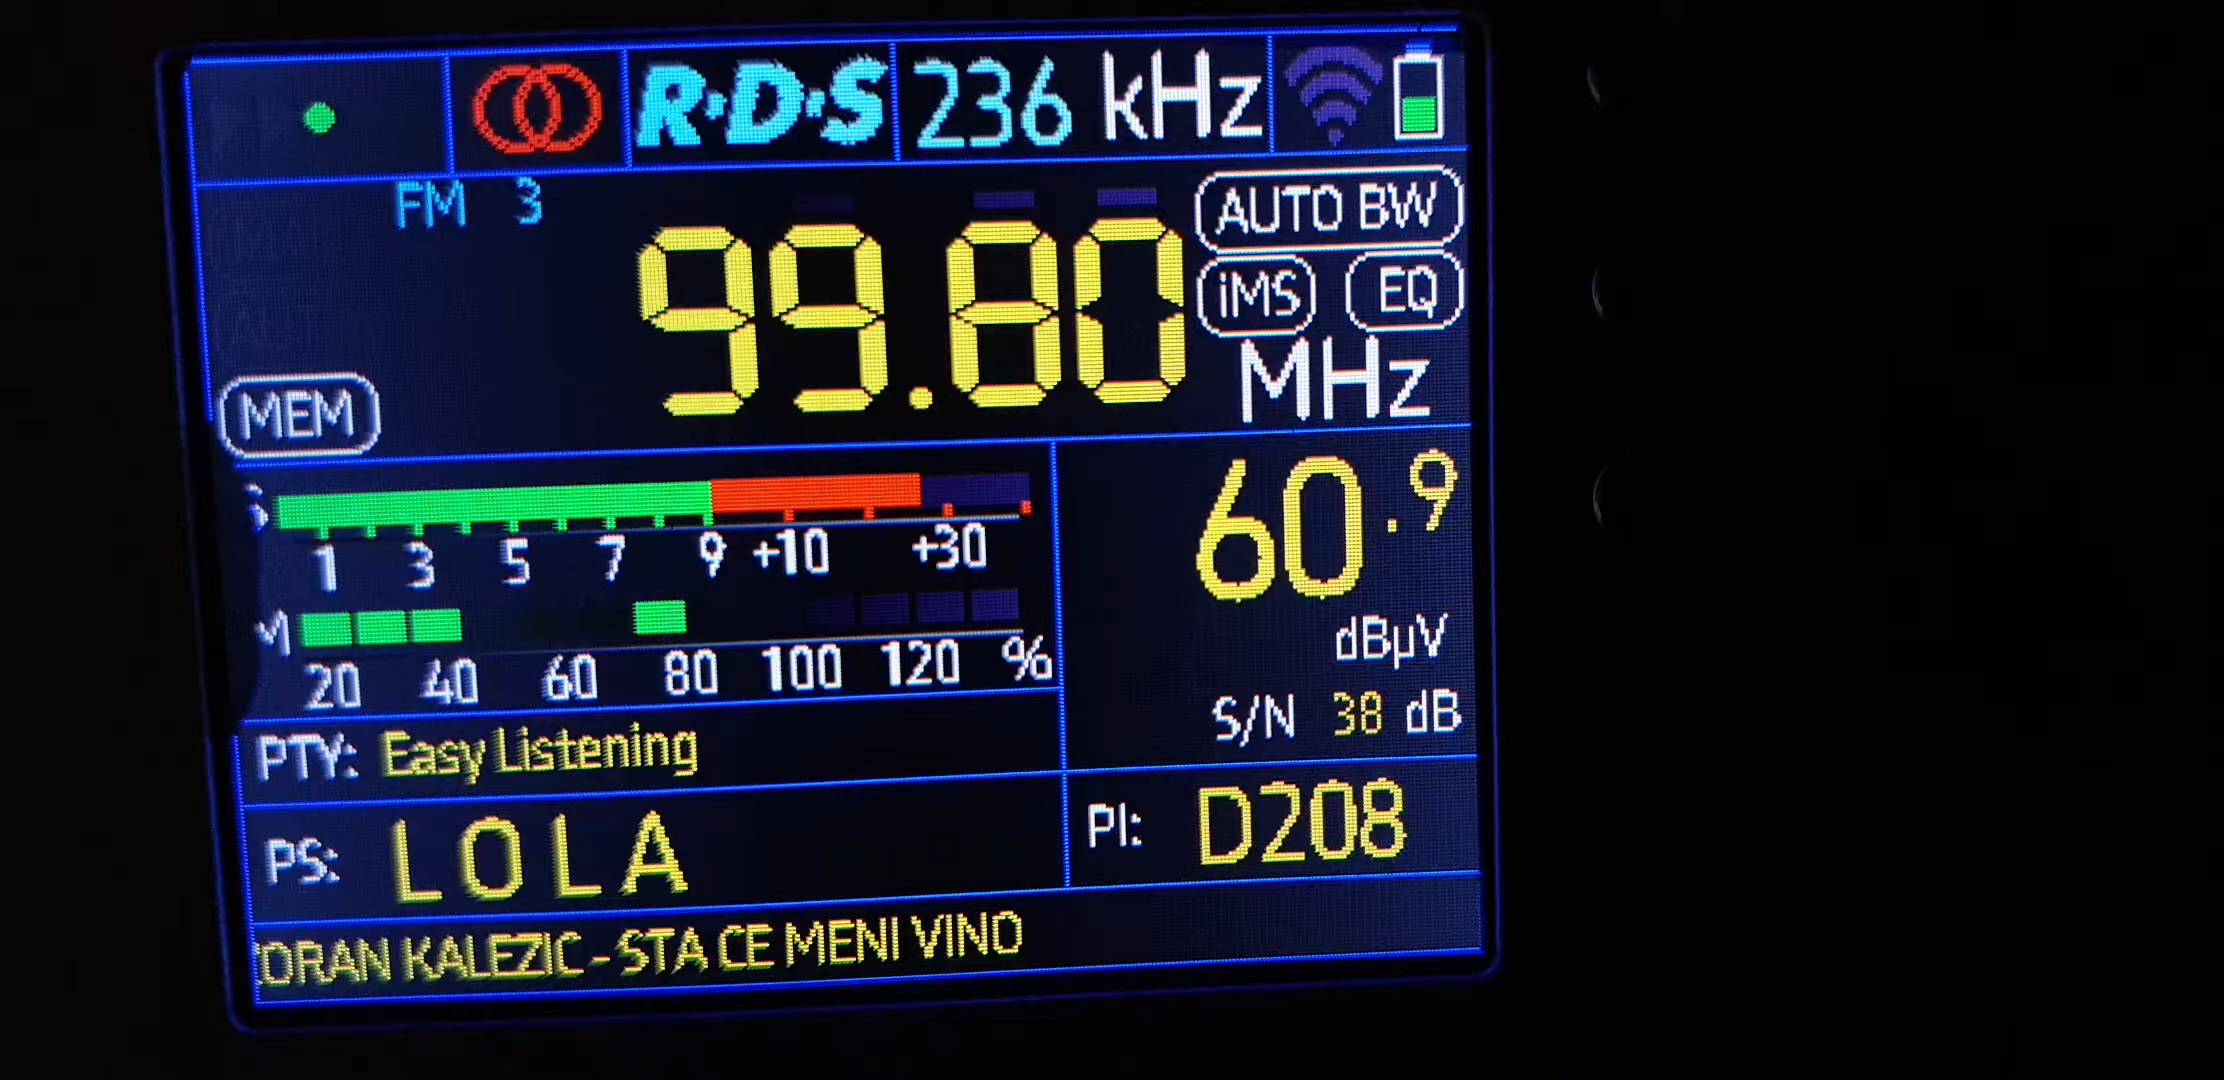 R·D·S 236 kHz
FM 3
99.80 MHz
AUTO BW
iMS EQ
MEM
S
1 3 5 7 9 +10 +30
60.9
dBµV
M
20 40 60 80 100 120 %
S/N 38 dB
PTY: Easy Listening
PS: LOLA
PI: D208
KALEZIC - STA CE MENI VINO